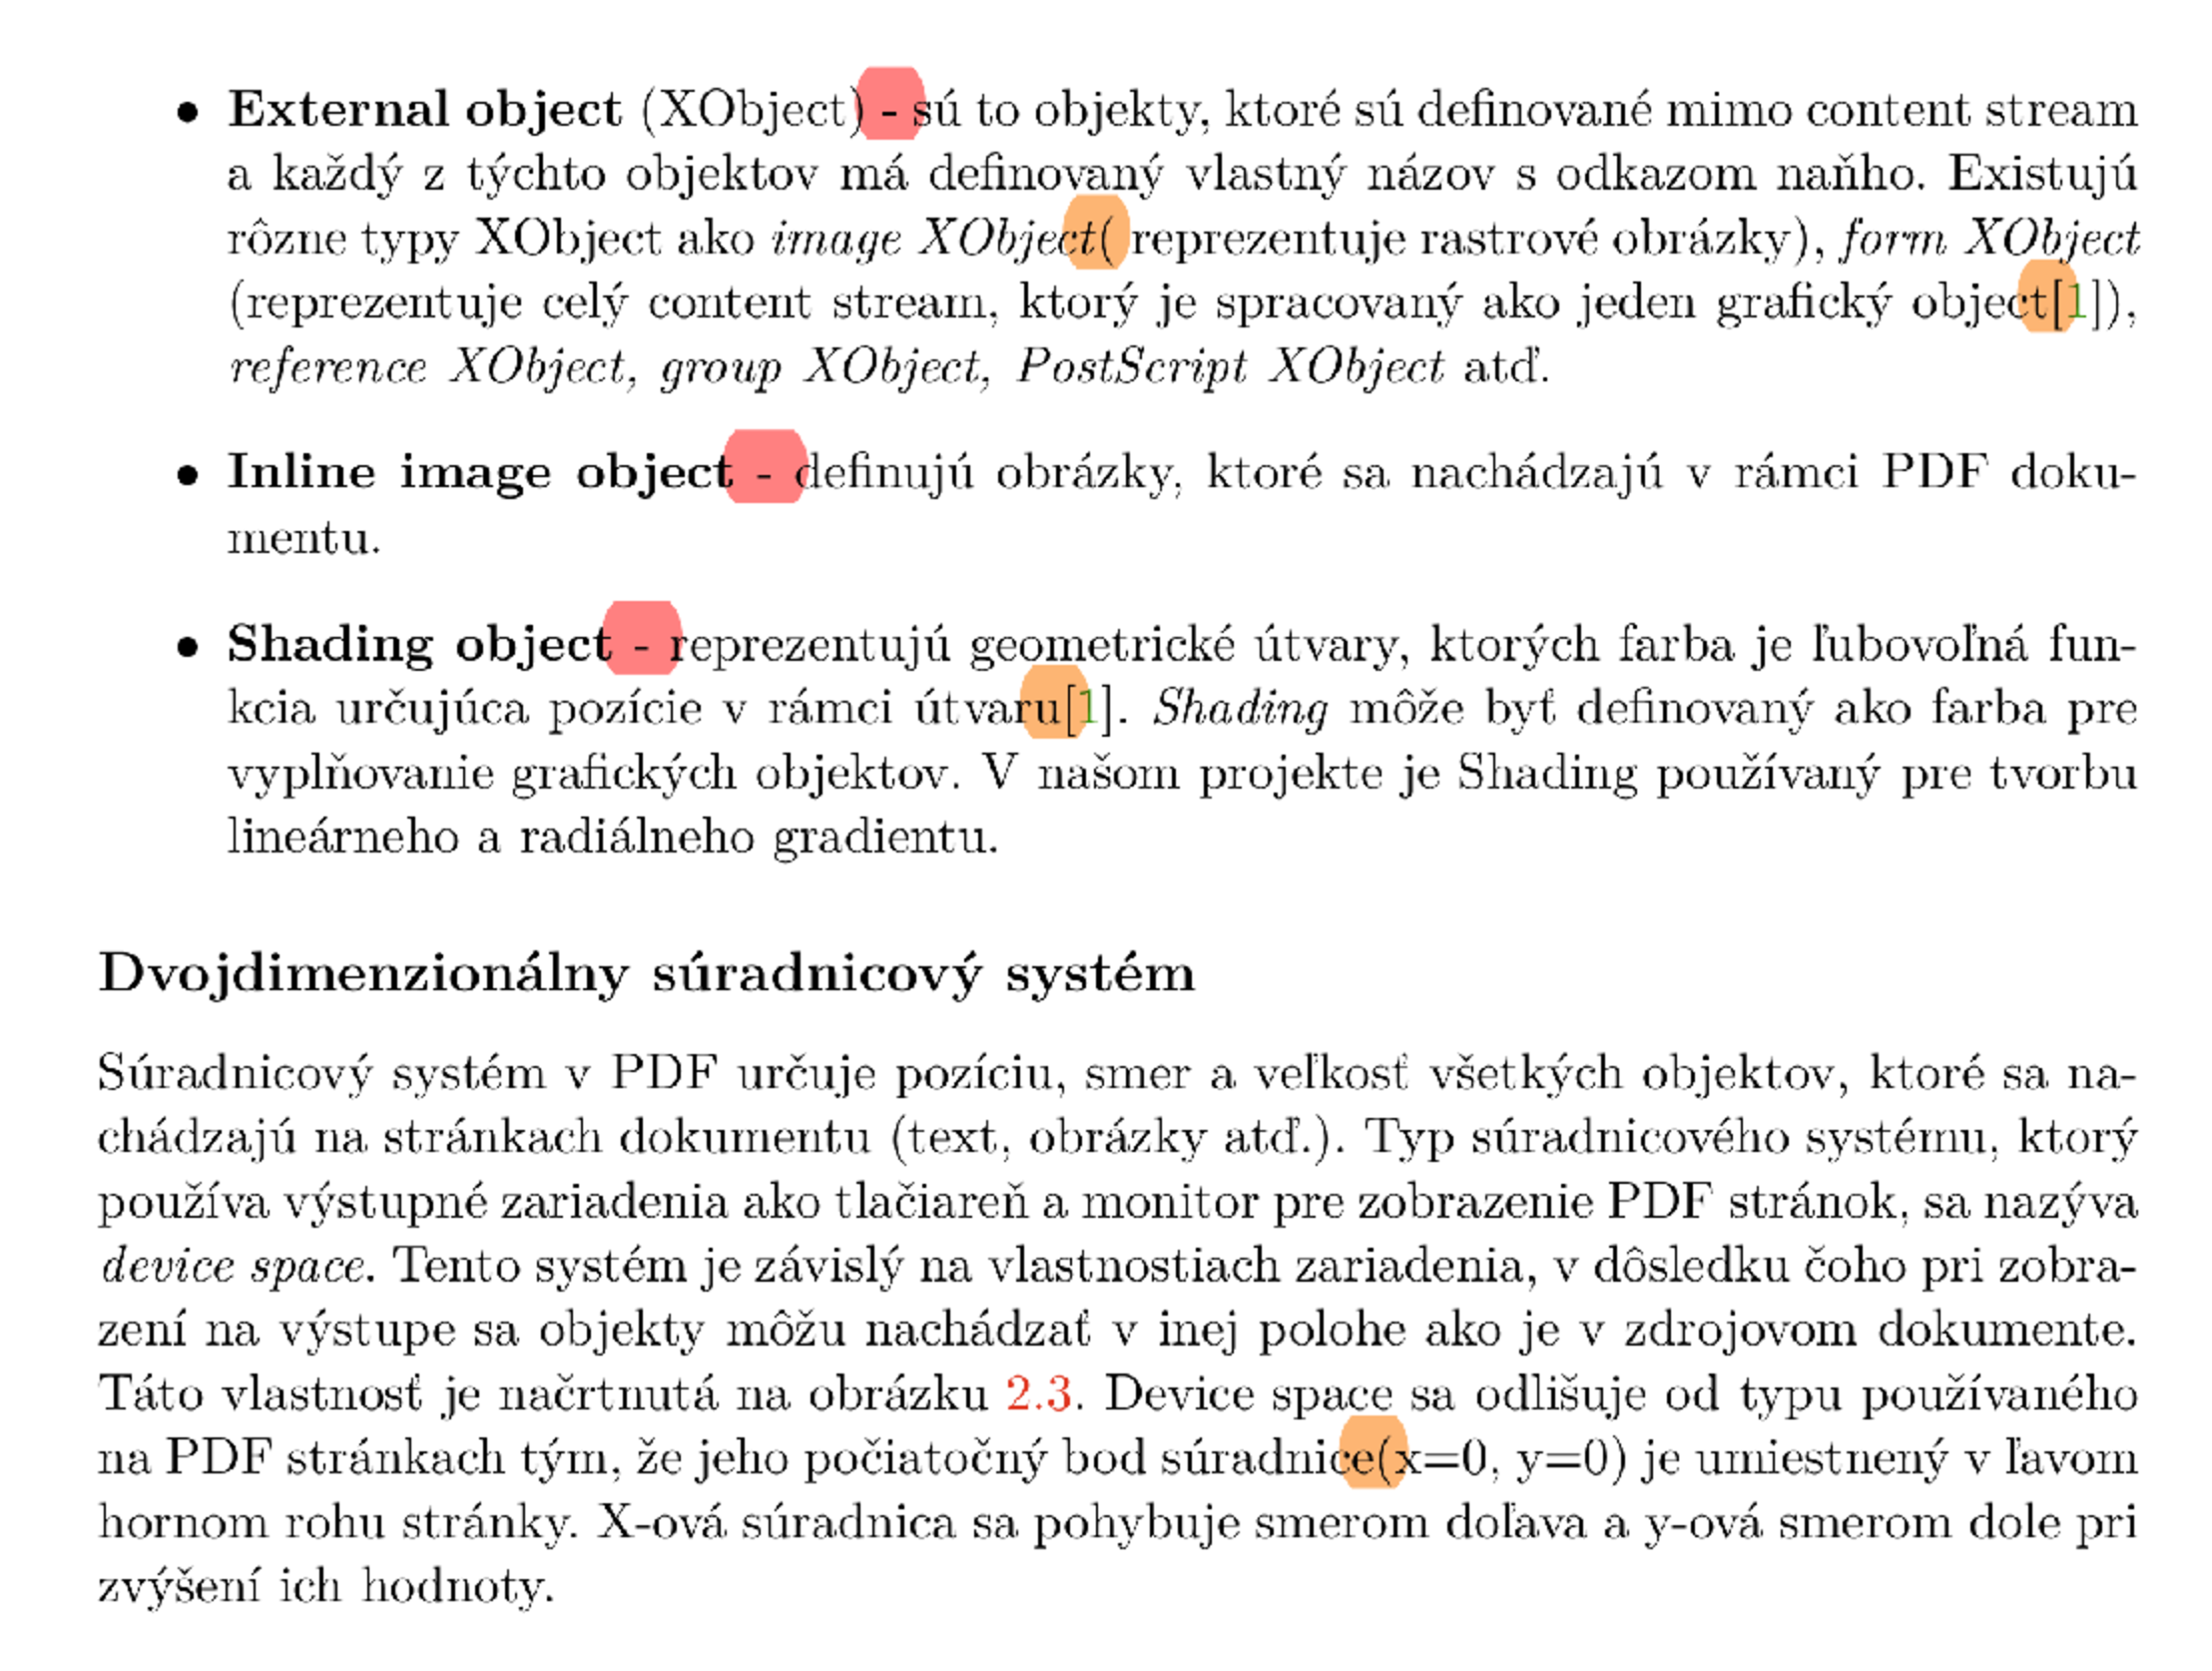 • External object (XObject) - sú to objekty, ktoré sú definované mimo content stream
a každý z týchto objektov má definovaný vlastný názov s odkazom naňho. Existujú
rôzne typy XObject ako image XObject( reprezentuje rastrové obrázky), form XObject
(reprezentuje celý content stream, ktorý je spracovaný ako jeden grafický object[1]),
reference XObject, group XObject, PostScript XObject atď.
• Inline image object - definujú obrázky, ktoré sa nachádzajú v rámci PDF doku-
mentu.
• Shading object - reprezentujú geometrické útvary, ktorých farba je ľubovoľná fun-
kcia určujúca pozície v rámci útvaru[1]. Shading môže byť definovaný ako farba pre
vyplňovanie grafických objektov. V našom projekte je Shading používaný pre tvorbu
lineárneho a radiálneho gradientu.
Dvojdimenzionálny súradnicový systém
Súradnicový systém v PDF určuje pozíciu, smer a veľkosť všetkých objektov, ktoré sa na-
chádzajú na stránkach dokumentu (text, obrázky atď.). Typ súradnicového systému, ktorý
používa výstupné zariadenia ako tlačiareň a monitor pre zobrazenie PDF stránok, sa nazýva
device space. Tento systém je závislý na vlastnostiach zariadenia, v dôsledku čoho pri zobra-
zení na výstupe sa objekty môžu nachádzať v inej polohe ako je v zdrojovom dokumente.
Táto vlastnosť je načrtnutá na obrázku 2.3. Device space sa odlišuje od typu používaného
na PDF stránkach tým, že jeho počiatočný bod súradnice(x=0, y=0) je umiestnený v ľavom
hornom rohu stránky. X-ová súradnica sa pohybuje smerom doľava a y-ová smerom dole pri
zvýšení ich hodnoty.